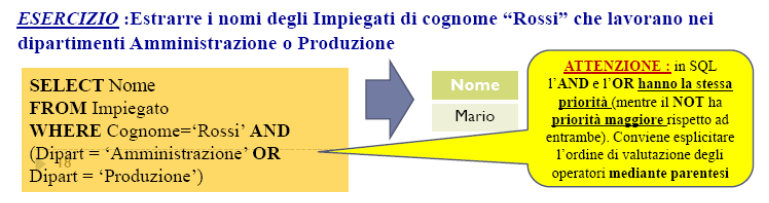 ESERCIZIO :Estrarre i nomi degli Impiegati di cognome “Rossi” che lavorano nei
dipartimenti Amministrazione o Produzione
SELECT Nome
FROM Impiegato
WHERE Cognome=‘Rossi’ AND
(Dipart = ‘Amministrazione’ OR
Dipart = ‘Produzione’)
18
Nome
Mario
ATTENZIONE : in SQL
l’AND e l’OR hanno la stessa
priorità (mentre il NOT ha
priorità maggiore rispetto ad
entrambe). Conviene esplicitare
l’ordine di valutazione degli
operatori mediante parentesi